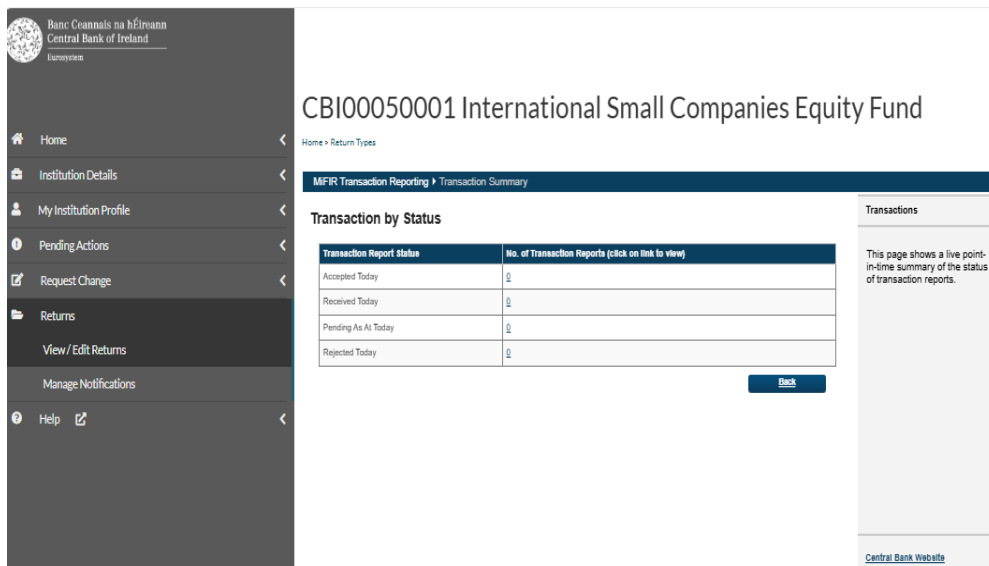 Banc Ceannais na hÉireann
Central Bank of Ireland
Eurosystem
Home
Institution Details
My Institution Profile
Pending Actions
Request Change
Returns
View / Edit Returns
Manage Notifications
Help
CBI00050001 International Small Companies Equity Fund
Home > Return Types
MiFIR Transaction Reporting Transaction Summary
Transaction by Status
Transaction Report Status No. of Transaction Reports (click on link to view)
Accepted Today 0
Received Today 0
Pending As At Today 0
Rejected Today 0
Back
Transactions
This page shows a live point-
in-time summary of the status
of transaction reports.
Central Bank Website